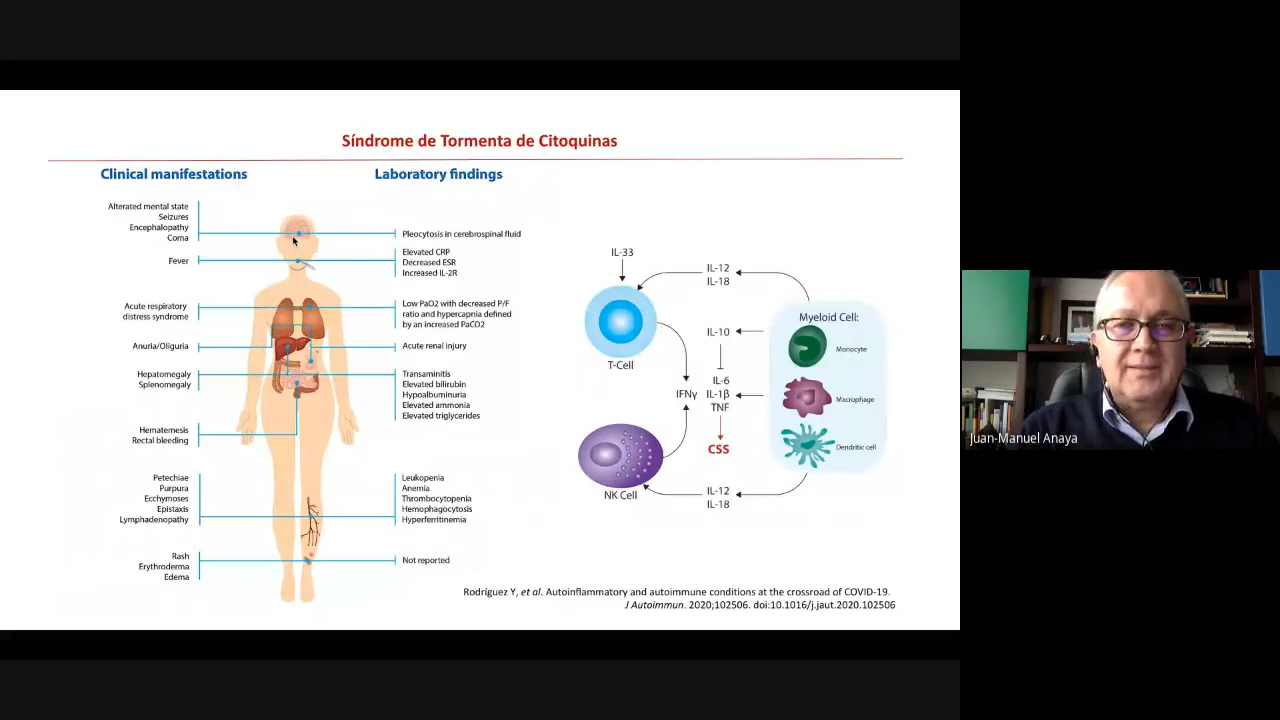 Síndrome de Tormenta de Citoquinas
Clinical manifestations
Laboratory findings
Alterated mental state
Seizures
Encephalopathy
Coma
Pleocytosis in cerebrospinal fluid
Fever
Elevated CRP
Decreased ESR
Increased IL-2R
Acute respiratory
distress syndrome
Low PaO2 with decreased P/F
ratio and hypercapnia defined
by an increased PaCO2
Anuria/Oliguria
Acute renal injury
Hepatomegaly
Splenomegaly
Transaminitis
Elevated bilirubin
Hypoalbuminuria
Elevated ammonia
Elevated triglycerides
Hematemesis
Rectal bleeding
Petechiae
Purpura
Ecchymoses
Epistaxis
Lymphadenopathy
Leukopenia
Anemia
Thrombocytopenia
Hemophagocytosis
Hyperferritinemia
Rash
Erythroderma
Edema
Not reported
IL-33
IL-12
IL-18
T-Cell
IL-10
IL-6
IL-1β
TNF
IFNγ
CSS
NK Cell
IL-12
IL-18
Myeloid Cell:
Monocyte
Macrophage
Dendritic cell
Rodríguez Y, et al. Autoinflammatory and autoimmune conditions at the crossroad of COVID-19.
J Autoimmun. 2020;102506. doi:10.1016/j.jaut.2020.102506
Juan-Manuel Anaya